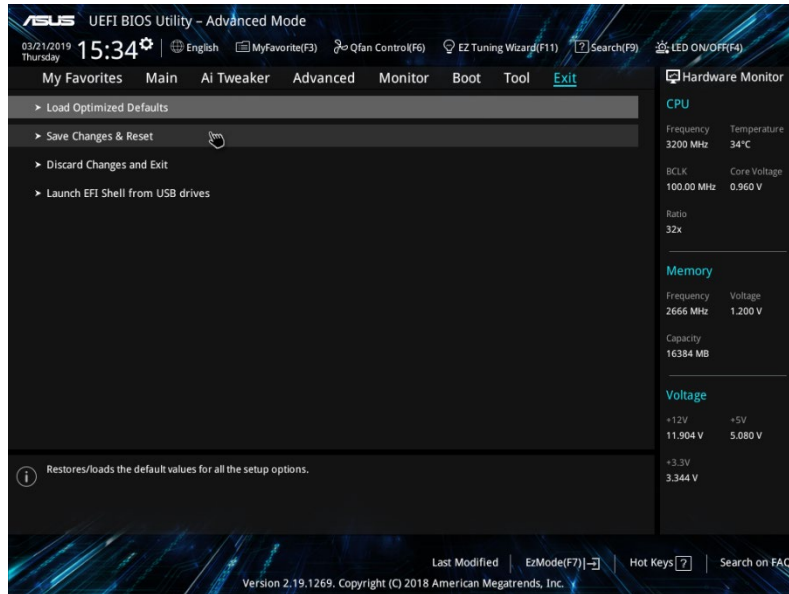 ASUS UEFI BIOS Utility – Advanced Mode
03/21/2019 Thursday 15:34 English MyFavorite(F3) Qfan Control(F6) EZ Tuning Wizard(F11) ? Search(F9) LED ON/OFF(F4)
My Favorites Main Ai Tweaker Advanced Monitor Boot Tool Exit
Load Optimized Defaults
Save Changes & Reset
Discard Changes and Exit
Launch EFI Shell from USB drives
Hardware Monitor
CPU
Frequency Temperature
3200 MHz 34°C
BCLK Core Voltage
100.00 MHz 0.960 V
Ratio
32x
Memory
Frequency Voltage
2666 MHz 1.200 V
Capacity
16384 MB
Voltage
+12V +5V
11.904 V 5.080 V
+3.3V
3.344 V
i Restores/loads the default values for all the setup options.
Last Modified EzMode(F7) Hot Keys ? Search on FAQ
Version 2.19.1269. Copyright (C) 2018 American Megatrends, Inc.